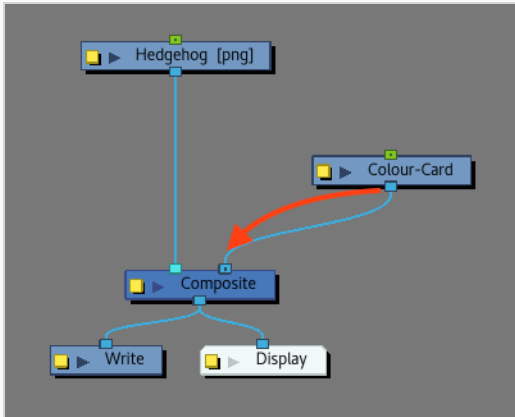 Hedgehog [png]
Colour-Card
Composite
Write
Display